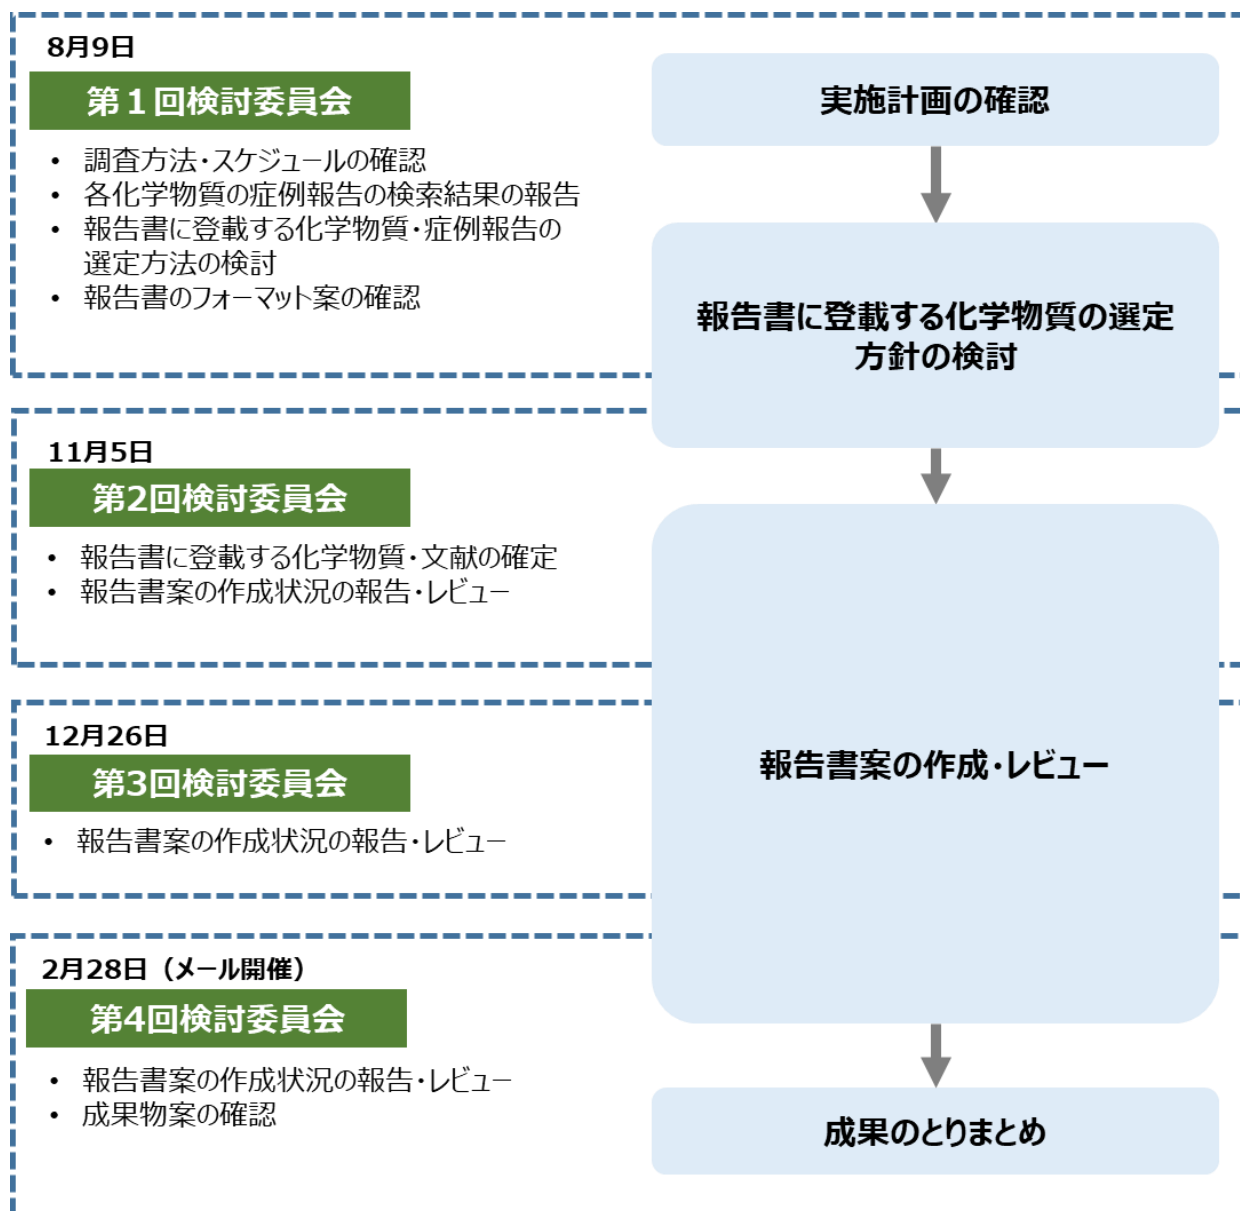 8月9日
第１回検討委員会
• 調査方法・スケジュールの確認
• 各化学物質の症例報告の検索結果の報告
• 報告書に登載する化学物質・症例報告の
選定方法の検討
• 報告書のフォーマット案の確認
実施計画の確認
報告書に登載する化学物質の選定
方針の検討
11月5日
第2回検討委員会
• 報告書に登載する化学物質・文献の確定
• 報告書案の作成状況の報告・レビュー
12月26日
第3回検討委員会
• 報告書案の作成状況の報告・レビュー
報告書案の作成・レビュー
2月28日（メール開催）
第4回検討委員会
• 報告書案の作成状況の報告・レビュー
• 成果物案の確認
成果のとりまとめ